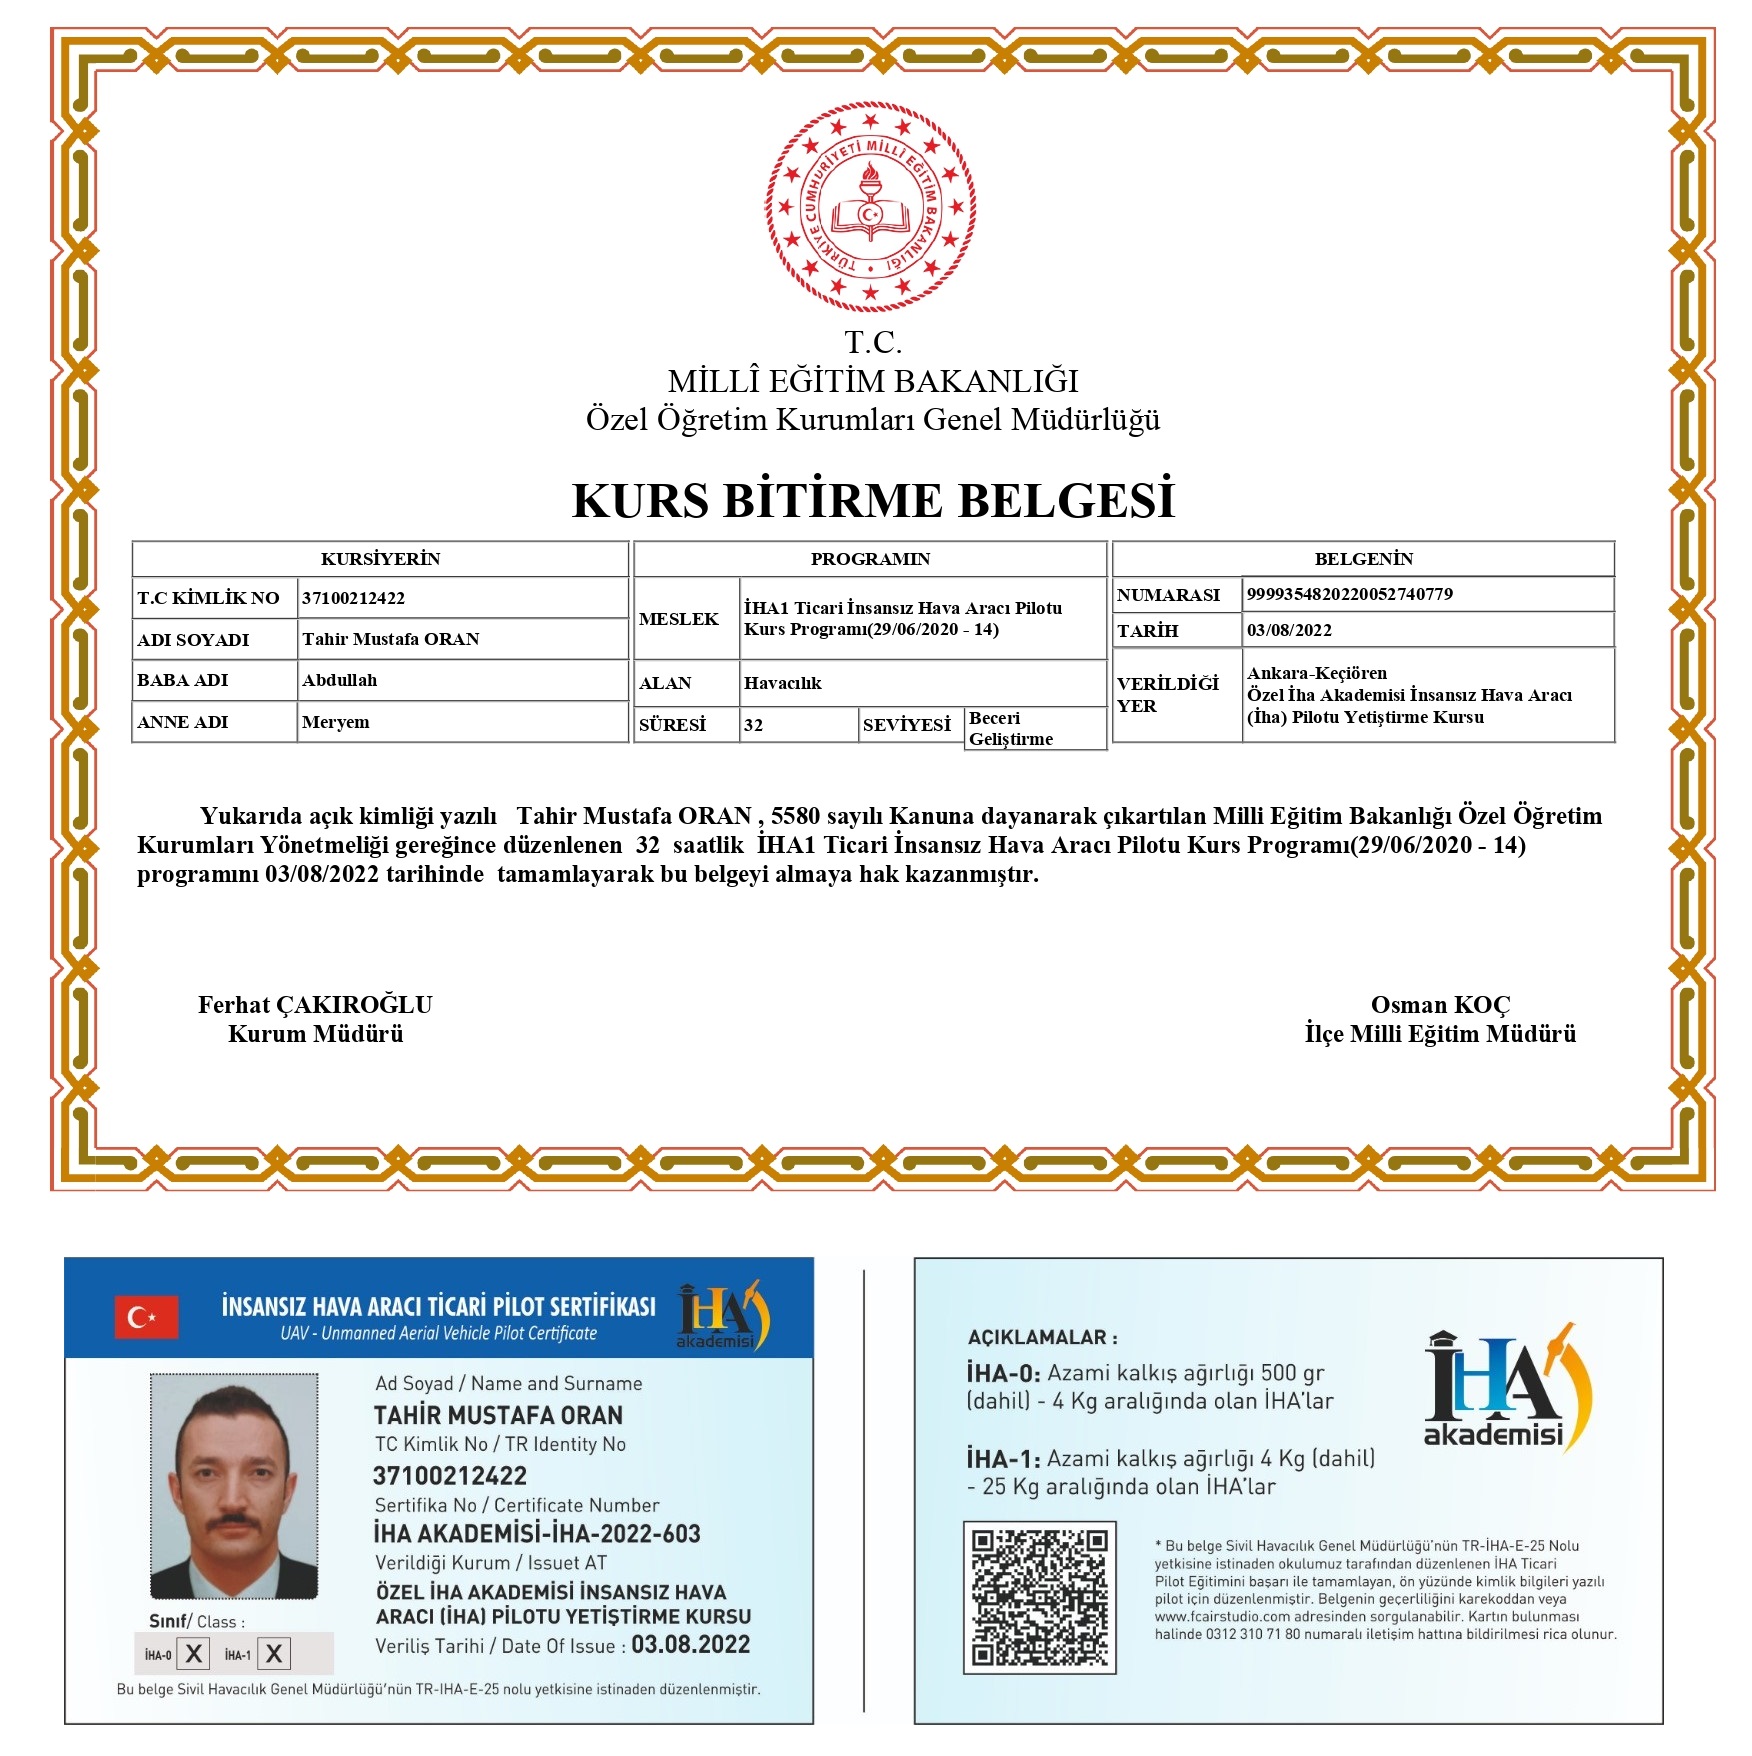 TÜRKİYE CUMHURİYETİ MİLLİ EĞİTİM BAKANLIĞI
T.C.
MİLLÎ EĞİTİM BAKANLIĞI
Özel Öğretim Kurumları Genel Müdürlüğü
KURS BİTİRME BELGESİ
KURSİYERİN
T.C KİMLİK NO 37100212422
ADI SOYADI Tahir Mustafa ORAN
BABA ADI Abdullah
ANNE ADI Meryem
PROGRAMIN
MESLEK İHA1 Ticari İnsansız Hava Aracı Pilotu
Kurs Programı(29/06/2020 - 14)
ALAN Havacılık
SÜRESİ 32 SEVİYESİ Beceri
Geliştirme
BELGENİN
NUMARASI 9999354820220052740779
TARİH 03/08/2022
VERİLDİĞİ YER Ankara-Keçiören
Özel İha Akademisi İnsansız Hava Aracı
(İha) Pilotu Yetiştirme Kursu
Yukarıda açık kimliği yazılı Tahir Mustafa ORAN , 5580 sayılı Kanuna dayanarak çıkartılan Milli Eğitim Bakanlığı Özel Öğretim
Kurumları Yönetmeliği gereğince düzenlenen 32 saatlik İHA1 Ticari İnsansız Hava Aracı Pilotu Kurs Programı(29/06/2020 - 14)
programını 03/08/2022 tarihinde tamamlayarak bu belgeyi almaya hak kazanmıştır.
Ferhat ÇAKIROĞLU
Kurum Müdürü
Osman KOÇ
İlçe Milli Eğitim Müdürü
İNSANSIZ HAVA ARACI TİCARİ PİLOT SERTİFİKASI
UAV - Unmanned Aerial Vehicle Pilot Certificate
İHA
akademisi
Ad Soyad / Name and Surname
TAHİR MUSTAFA ORAN
TC Kimlik No / TR Identity No
37100212422
Sertifika No / Certificate Number
İHA AKADEMİSİ-İHA-2022-603
Verildiği Kurum / Issuet AT
ÖZEL İHA AKADEMİSİ İNSANSIZ HAVA
ARACI (İHA) PİLOTU YETİŞTİRME KURSU
Veriliş Tarihi / Date Of Issue : 03.08.2022
Sınıf/ Class :
İHA-0 X İHA-1 X
Bu belge Sivil Havacılık Genel Müdürlüğü'nün TR-IHA-E-25 nolu yetkisine istinaden düzenlenmiştir.
AÇIKLAMALAR :
İHA-0: Azami kalkış ağırlığı 500 gr
(dahil) - 4 Kg aralığında olan İHA'lar
İHA-1: Azami kalkış ağırlığı 4 Kg (dahil)
- 25 Kg aralığında olan İHA'lar
İHA
akademisi
* Bu belge Sivil Havacılık Genel Müdürlüğü'nün TR-İHA-E-25 Nolu
yetkisine istinaden okulumuz tarafından düzenlenen İHA Ticari
Pilot Eğitimini başarı ile tamamlayan, ön yüzünde kimlik bilgileri yazılı
pilot için düzenlenmiştir. Belgenin geçerliliğini karekoddan veya
www.fcairstudio.com adresinden sorgulanabilir. Kartın bulunması
halinde 0312 310 71 80 numaralı iletişim hattına bildirilmesi rica olunur.